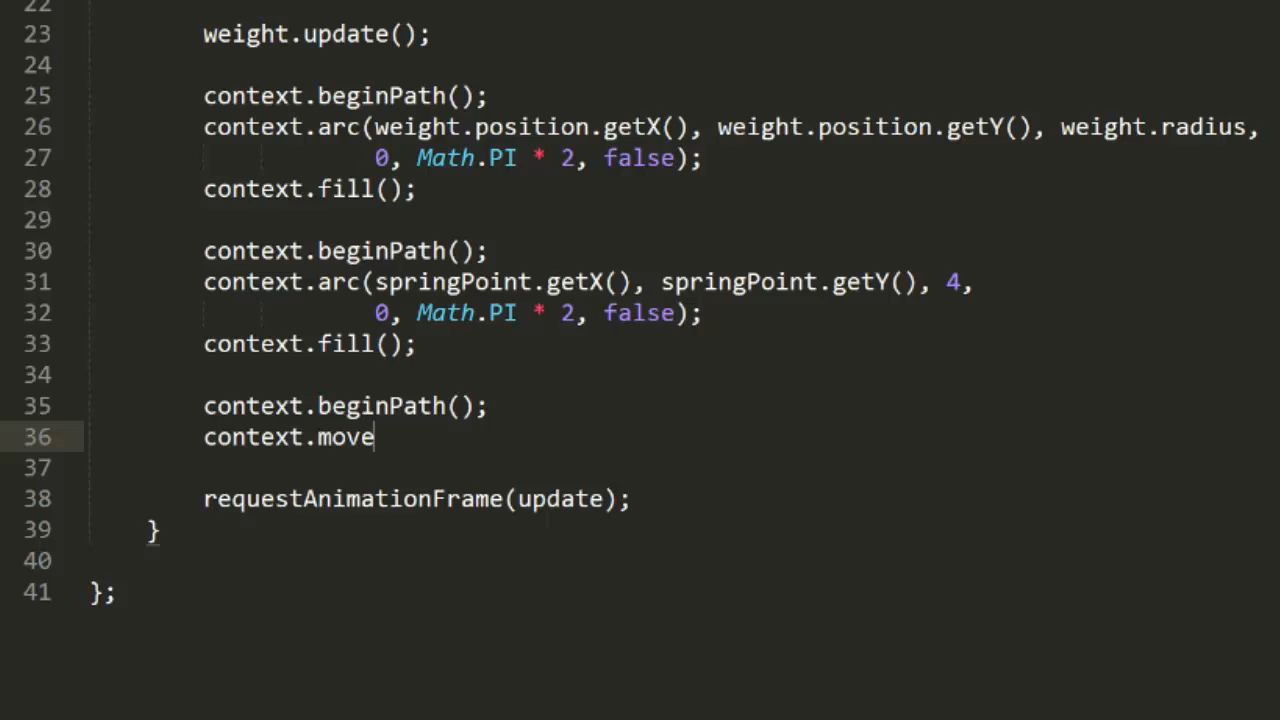 22
23 weight.update();
24
25 context.beginPath();
26 context.arc(weight.position.getX(), weight.position.getY(), weight.radius,
27 0, Math.PI * 2, false);
28 context.fill();
29
30 context.beginPath();
31 context.arc(springPoint.getX(), springPoint.getY(), 4,
32 0, Math.PI * 2, false);
33 context.fill();
34
35 context.beginPath();
36 context.move
37
38 requestAnimationFrame(update);
39 }
40
41 };